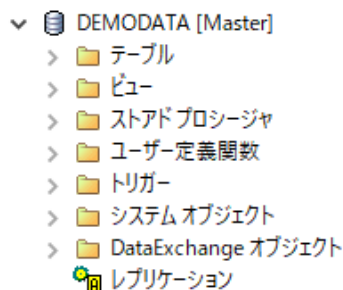 DEMODATA [Master]
テーブル
ビュー
ストアド プロシージャ
ユーザー定義関数
トリガー
システム オブジェクト
DataExchange オブジェクト
レプリケーション